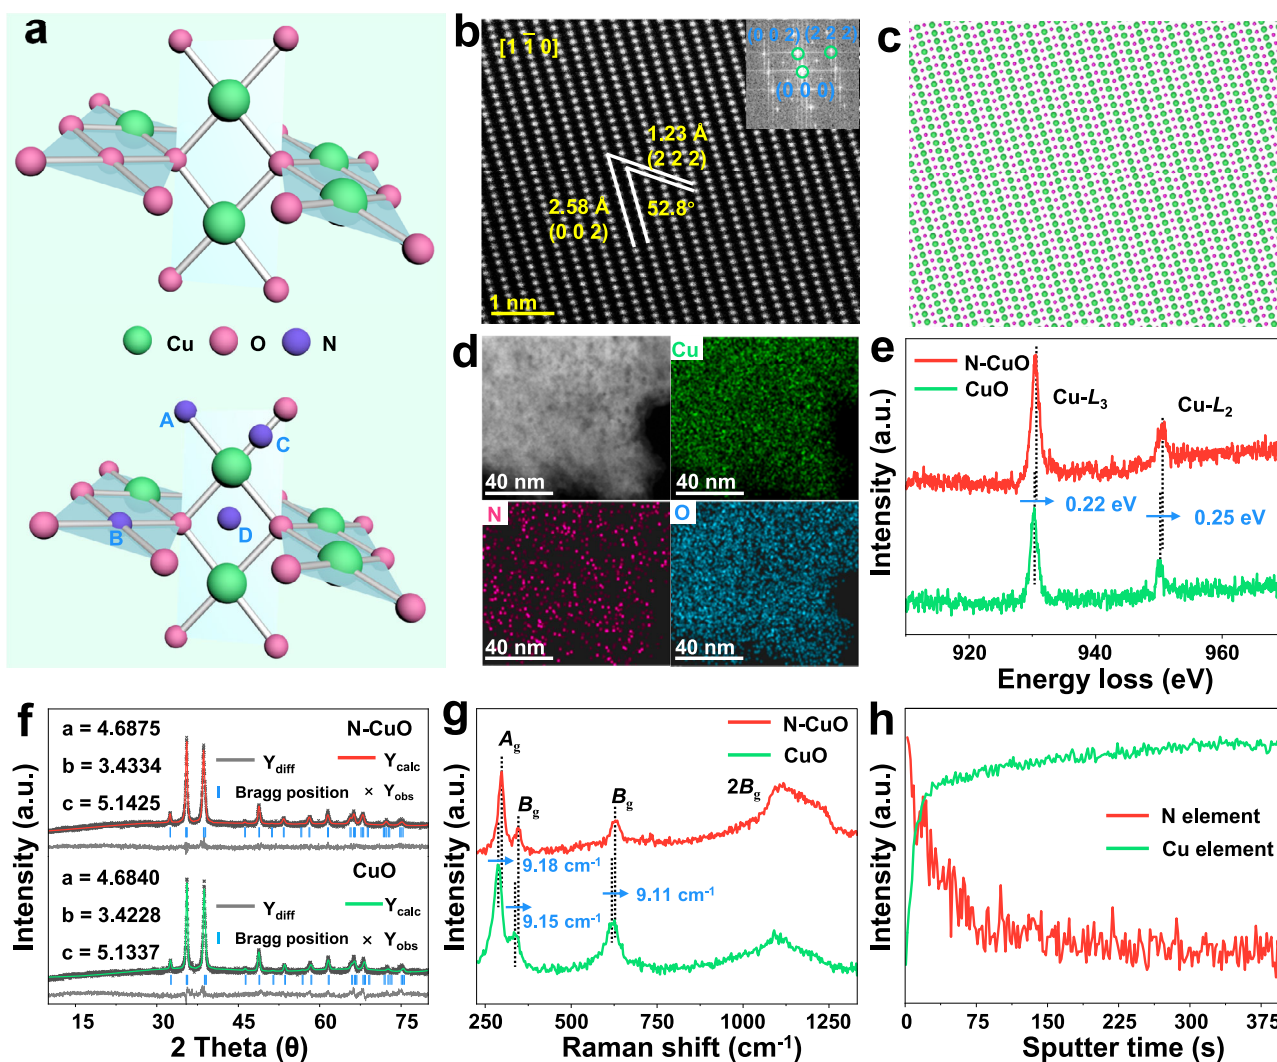 a
Cu
O
N
A
C
B
D
b
[1 1̅ 0]
(0 0 2)
(2 2 2)
(0 0 0)
1.23 Å
(2 2 2)
2.58 Å
(0 0 2)
52.8°
1 nm
c
d
40 nm
Cu
40 nm
N
40 nm
O
40 nm
e
N-CuO
CuO
Cu-L3
Cu-L2
0.22 eV
0.25 eV
Intensity (a.u.)
920
940
960
Energy loss (eV)
f
a = 4.6875
b = 3.4334
c = 5.1425
N-CuO
Ydiff
Ycalc
Bragg position
× Yobs
CuO
a = 4.6840
b = 3.4228
c = 5.1337
Ydiff
Ycalc
Bragg position
× Yobs
Intensity (a.u.)
15
30
45
60
75
2 Theta (θ)
g
N-CuO
CuO
Ag
Bg
Bg
2Bg
9.18 cm-1
9.15 cm-1
9.11 cm-1
Intensity (a.u.)
250
500
750
1000
1250
Raman shift (cm-1)
h
N element
Cu element
Intensity (a.u.)
0
75
150
225
300
375
Sputter time (s)